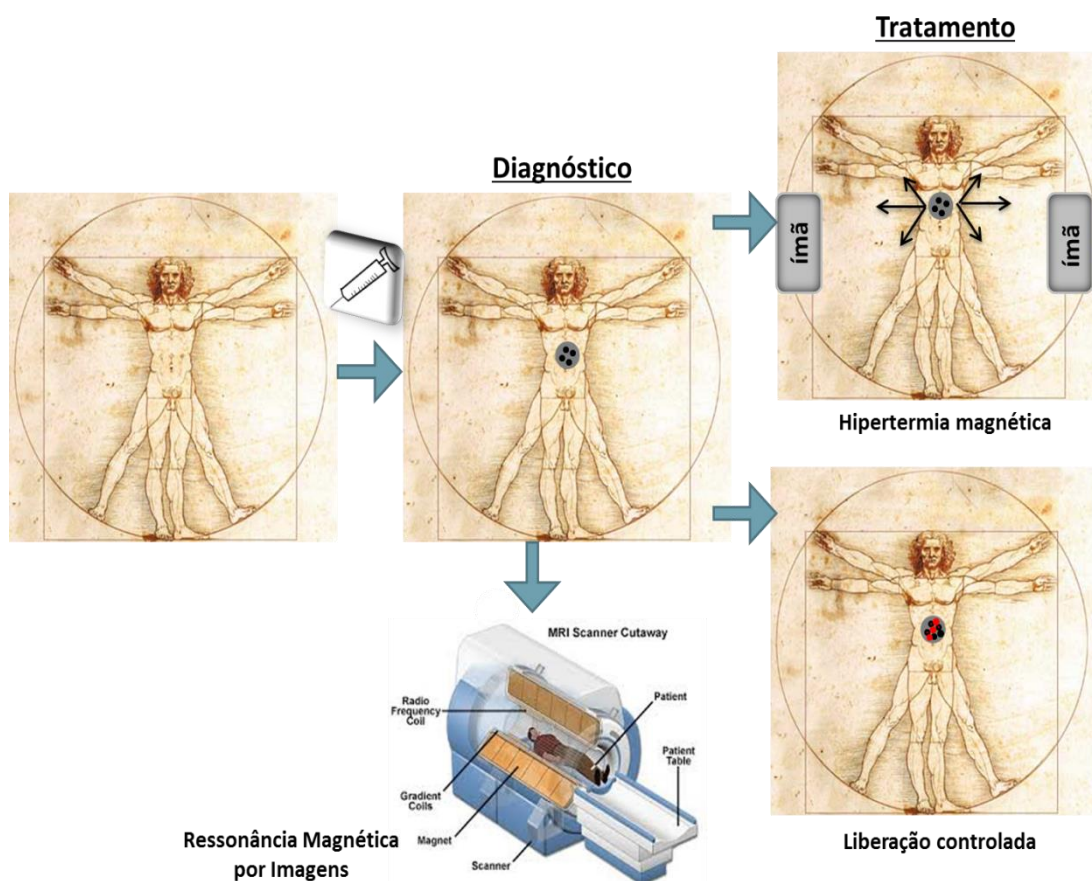 Tratamento
Diagnóstico
ímã
ímã
Hipertermia magnética
MRI Scanner Cutaway
Radio
Frequency
Coil
Patient
Patient
Table
Gradient
Coils
Magnet
Scanner
Ressonância Magnética
por Imagens
Liberação controlada